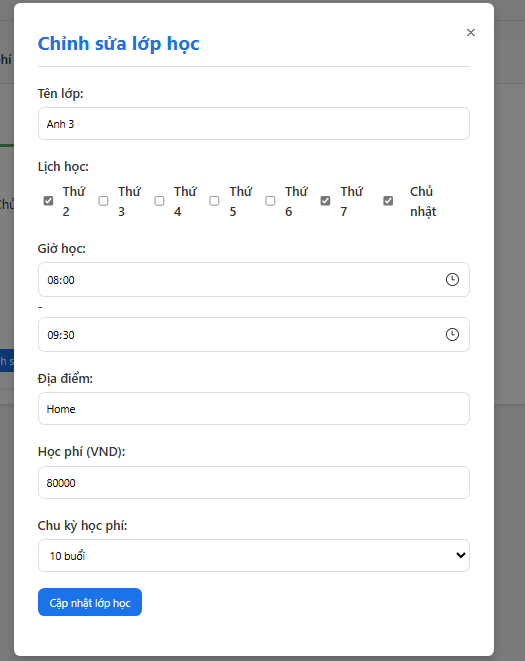 Chỉnh sửa lớp học
×
hí
Tên lớp:
Anh 3
Lịch học:
Thứ 2 Thứ 3 Thứ 4 Thứ 5 Thứ 6 Thứ 7 Chủ nhật
Chủ
Giờ học:
08:00
-
09:30
h s
Địa điểm:
Home
Học phí (VND):
80000
Chu kỳ học phí:
10 buổi
Cập nhật lớp học